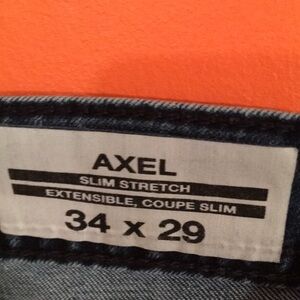 AXEL
SLIM STRETCH
EXTENSIBLE, COUPE SLIM
34 x 29